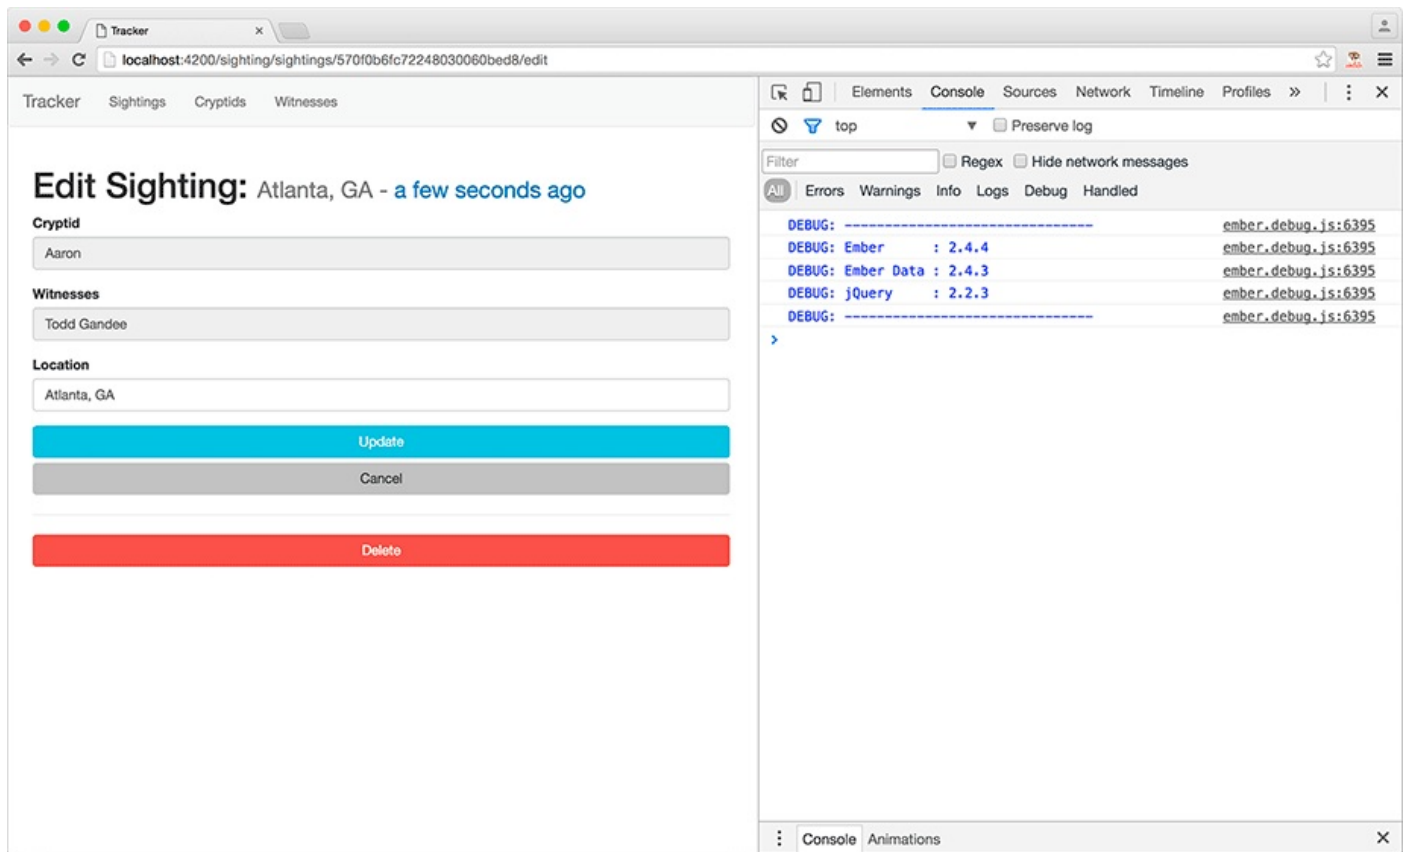 Tracker
localhost:4200/sighting/sightings/570f0b6fc72248030060bed8/edit
Tracker Sightings Cryptids Witnesses
Edit Sighting: Atlanta, GA - a few seconds ago
Cryptid
Aaron
Witnesses
Todd Gandee
Location
Atlanta, GA
Update
Cancel
Delete
Elements Console Sources Network Timeline Profiles »
top Preserve log
Filter Regex Hide network messages
All Errors Warnings Info Logs Debug Handled
DEBUG: ------------------------------- ember.debug.js:6395
DEBUG: Ember : 2.4.4 ember.debug.js:6395
DEBUG: Ember Data : 2.4.3 ember.debug.js:6395
DEBUG: jQuery : 2.2.3 ember.debug.js:6395
DEBUG: ------------------------------- ember.debug.js:6395
Console Animations